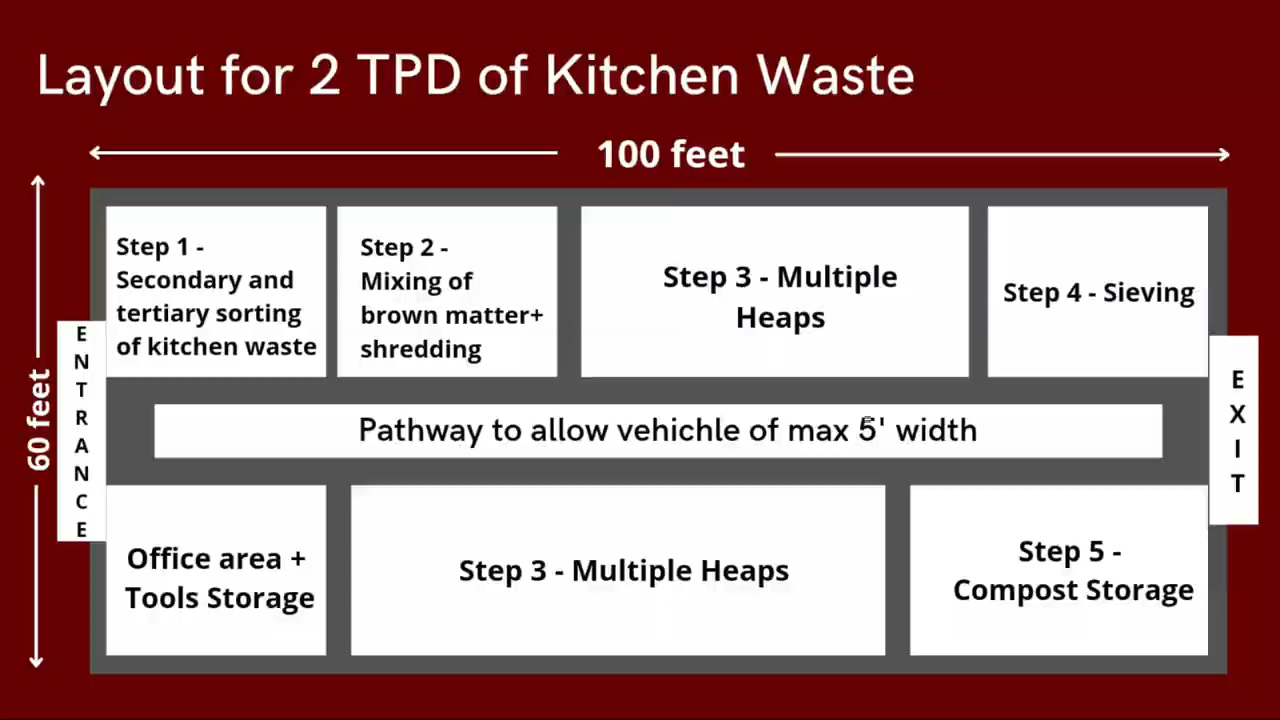 Layout for 2 TPD of Kitchen Waste
100 feet
60 feet
ENTRANCE
Step 1 -
Secondary and
tertiary sorting
of kitchen waste
Step 2 -
Mixing of
brown matter+
shredding
Step 3 - Multiple
Heaps
Step 4 - Sieving
EXIT
Pathway to allow vehichle of max 5' width
Office area +
Tools Storage
Step 3 - Multiple Heaps
Step 5 -
Compost Storage